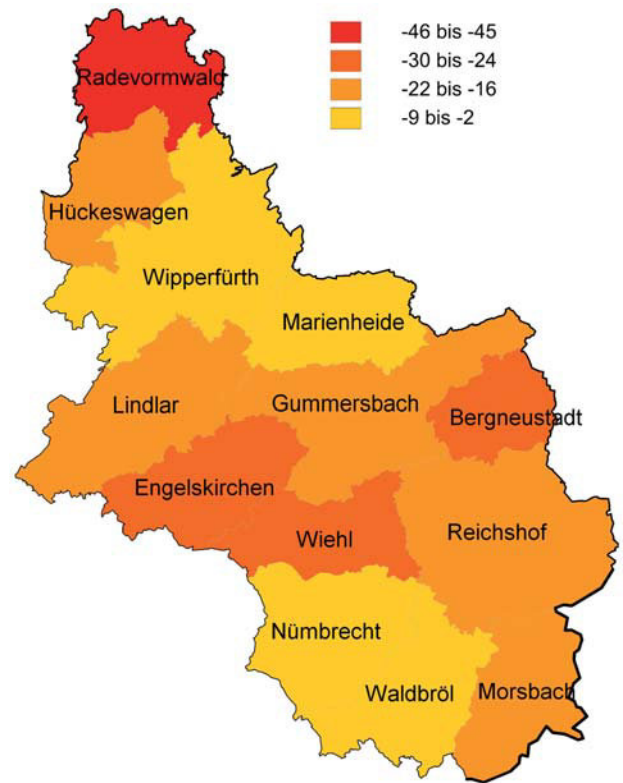 -46 bis -45
-30 bis -24
-22 bis -16
-9 bis -2
Radevormwald
Hückeswagen
Wipperfürth
Marienheide
Lindlar
Gummersbach
Bergneustadt
Engelskirchen
Wiehl
Reichshof
Nümbrecht
Waldbröl
Morsbach